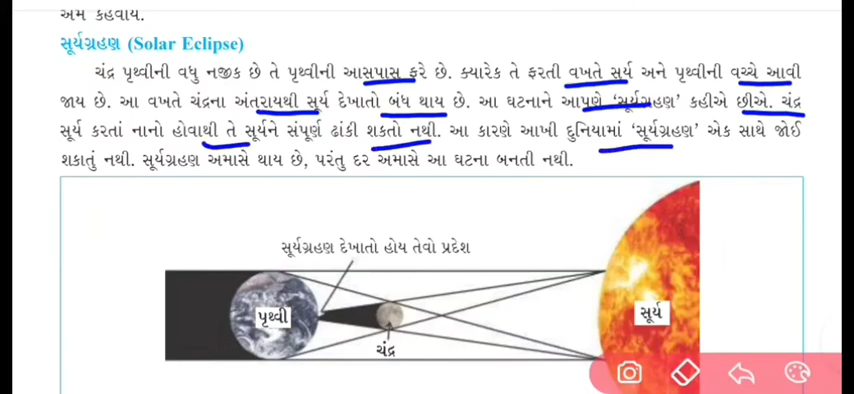 એમ કહેવાય.
સૂર્યગ્રહણ (Solar Eclipse)
ચંદ્ર પૃથ્વીની વધુ નજીક છે તે પૃથ્વીની આસપાસ ફરે છે. ક્યારેક તે ફરતી વખતે સૂર્ય અને પૃથ્વીની વચ્ચે આવી
જાય છે. આ વખતે ચંદ્રના અંતરાયથી સૂર્ય દેખાતો બંધ થાય છે. આ ઘટનાને આપણે ‘સૂર્યગ્રહણ’ કહીએ છીએ. ચંદ્ર
સૂર્ય કરતાં નાનો હોવાથી તે સૂર્યને સંપૂર્ણ ઢાંકી શકતો નથી. આ કારણે આખી દુનિયામાં ‘સૂર્યગ્રહણ’ એક સાથે જોઈ
શકાતું નથી. સૂર્યગ્રહણ અમાસે થાય છે, પરંતુ દર અમાસે આ ઘટના બનતી નથી.
સૂર્યગ્રહણ દેખાતો હોય તેવો પ્રદેશ
પૃથ્વી
ચંદ્ર
સૂર્ય